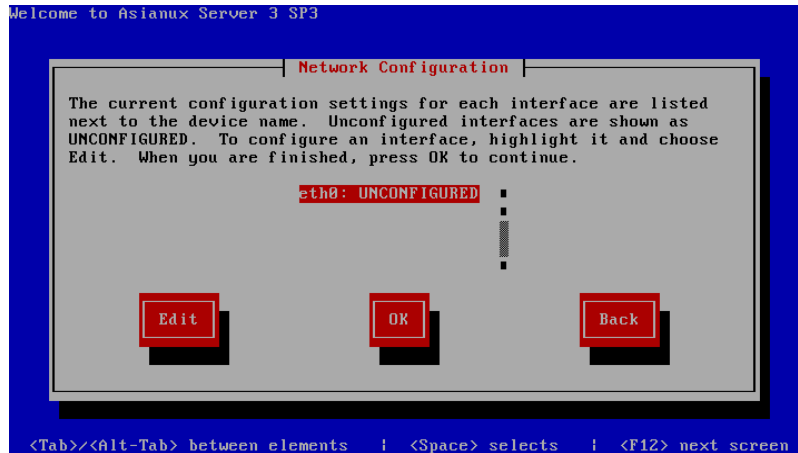 Welcome to Asianux Server 3 SP3
Network Configuration
The current configuration settings for each interface are listed
next to the device name.  Unconfigured interfaces are shown as
UNCONFIGURED.  To configure an interface, highlight it and choose
Edit.  When you are finished, press OK to continue.
eth0: UNCONFIGURED
Edit OK Back
<Tab>/<Alt-Tab> between elements | <Space> selects | <F12> next screen